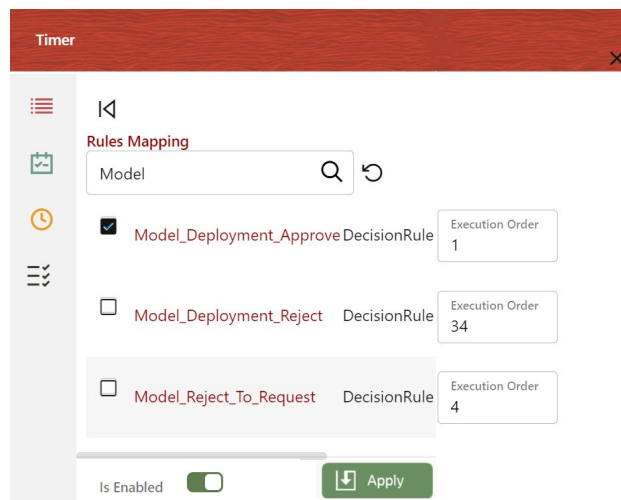 Timer
Rules Mapping
Model
Model_Deployment_Approve DecisionRule
Execution Order
1
Model_Deployment_Reject DecisionRule
Execution Order
34
Model_Reject_To_Request DecisionRule
Execution Order
4
Is Enabled
Apply